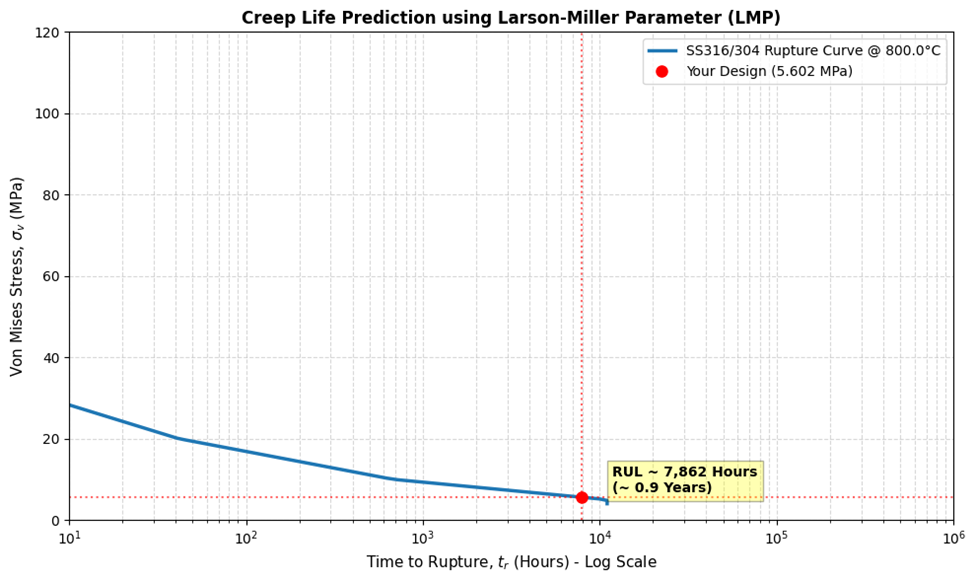 Creep Life Prediction using Larson-Miller Parameter (LMP)
SS316/304 Rupture Curve @ 800.0°C
Your Design (5.602 MPa)
120
100
80
60
40
20
0
Von Mises Stress, σᵥ (MPa)
RUL ~ 7,862 Hours
(~ 0.9 Years)
10¹
10²
10³
10⁴
10⁵
10⁶
Time to Rupture, tᵣ (Hours) - Log Scale